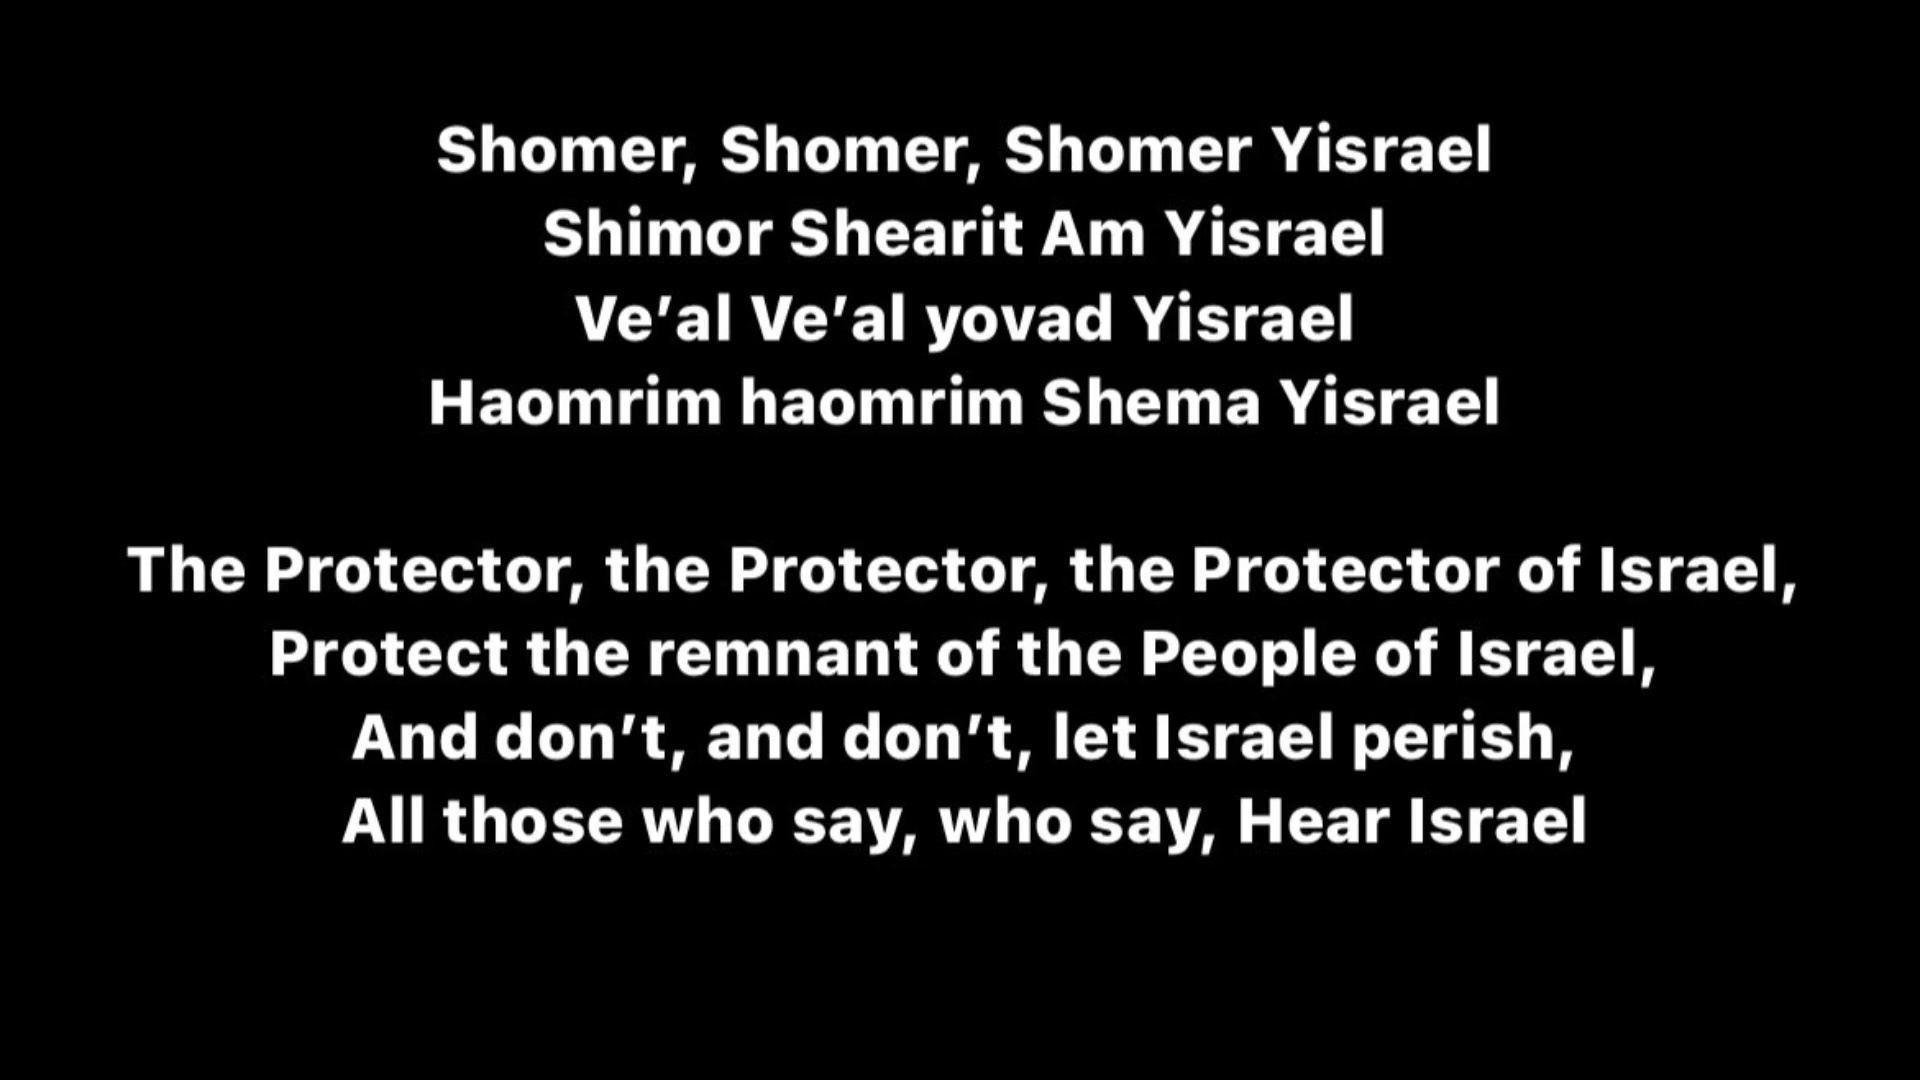 Shomer, Shomer, Shomer Yisrael
Shimor Shearit Am Yisrael
Ve’al Ve’al yovad Yisrael
Haomrim haomrim Shema Yisrael
The Protector, the Protector, the Protector of Israel,
Protect the remnant of the People of Israel,
And don’t, and don’t, let Israel perish,
All those who say, who say, Hear Israel